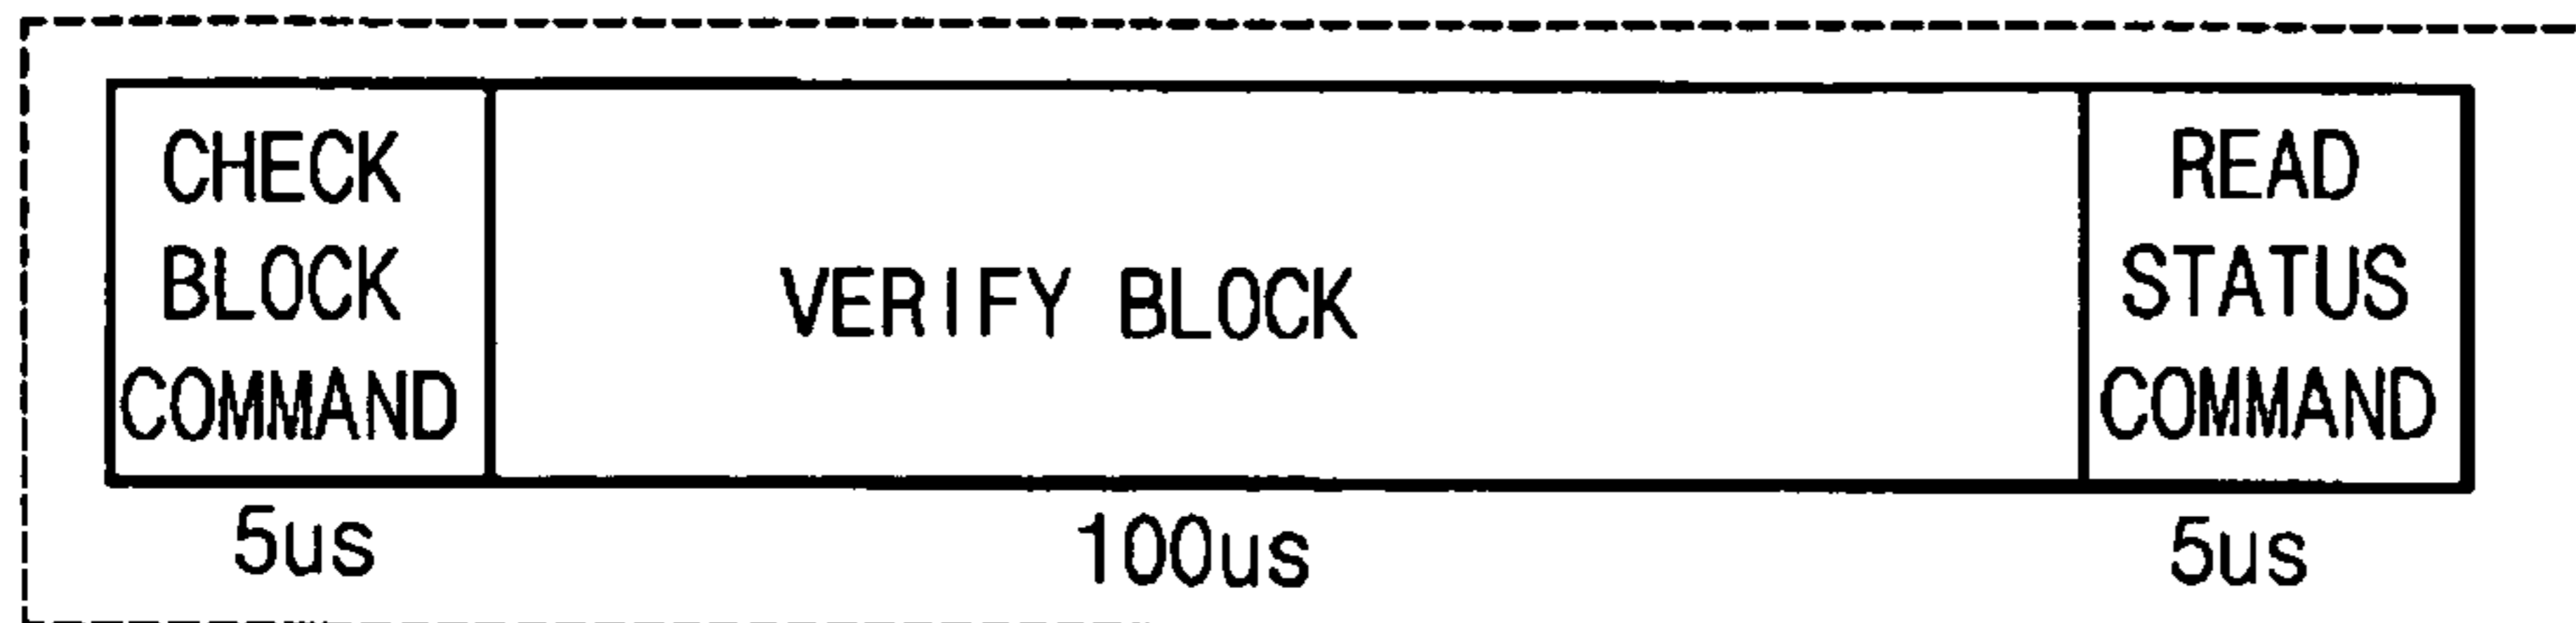 CHECK
BLOCK
COMMAND
VERIFY BLOCK
READ
STATUS
COMMAND
5us
100us
5us